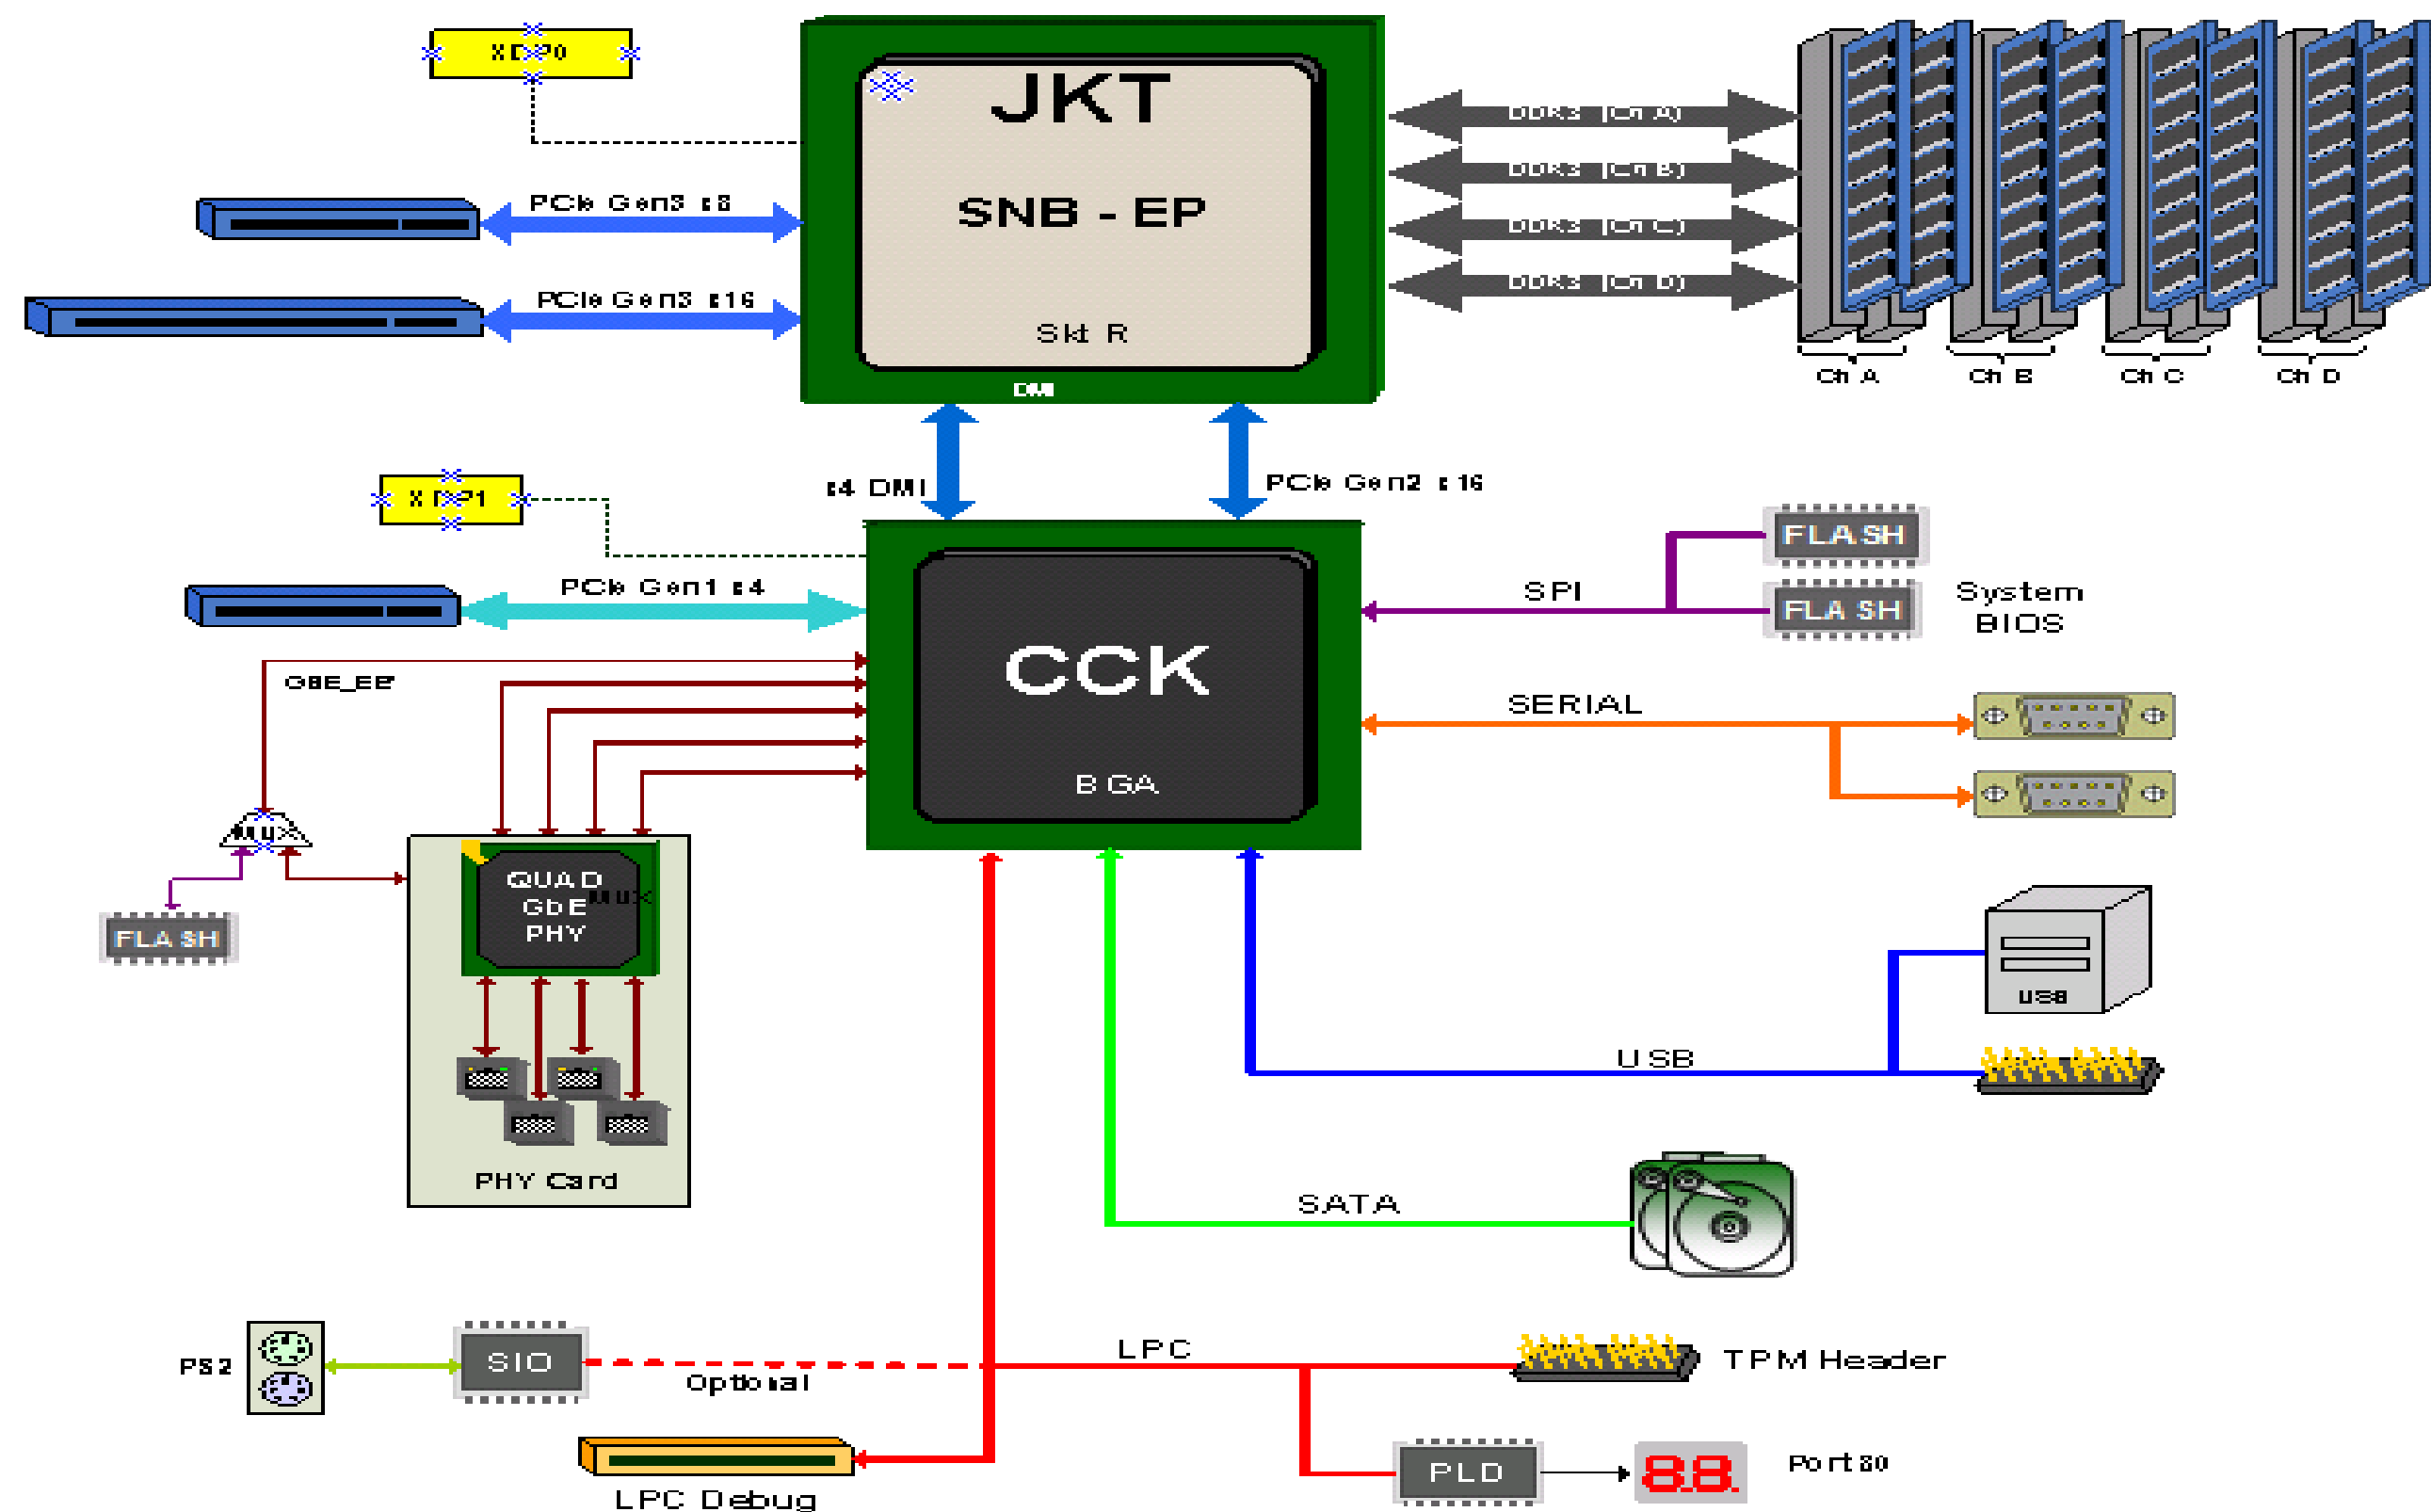 XDP0
JKT
SNB - EP
Skt R
DMI
PCIe Gen3 x8
PCIe Gen3 x16
DDR3 (Ch A)
DDR3 (Ch B)
DDR3 (Ch C)
DDR3 (Ch D)
Ch A
Ch B
Ch C
Ch D
x4 DMI
PCIe Gen2 x16
XDP1
PCIe Gen1 x4
CCK
BGA
SPI
FLASH
FLASH
System
BIOS
SERIAL
MUX
FLASH
QUAD
GbE
PHY
MUX
PHY Card
USB
USB
SATA
PS2
SIO
Optional
LPC
TPM Header
LPC Debug
PLD
88
Port 80